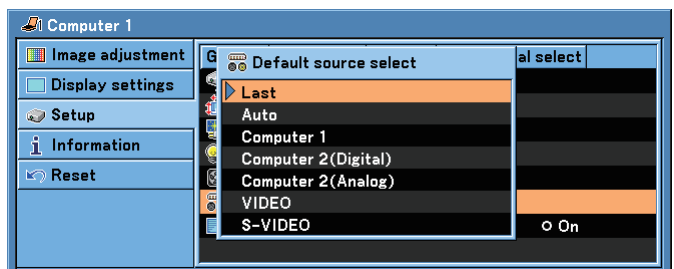 Computer 1
Image adjustment
Display settings
Setup
Information
Reset
G
al select
Default source select
Last
Auto
Computer 1
Computer 2(Digital)
Computer 2(Analog)
VIDEO
S-VIDEO
On